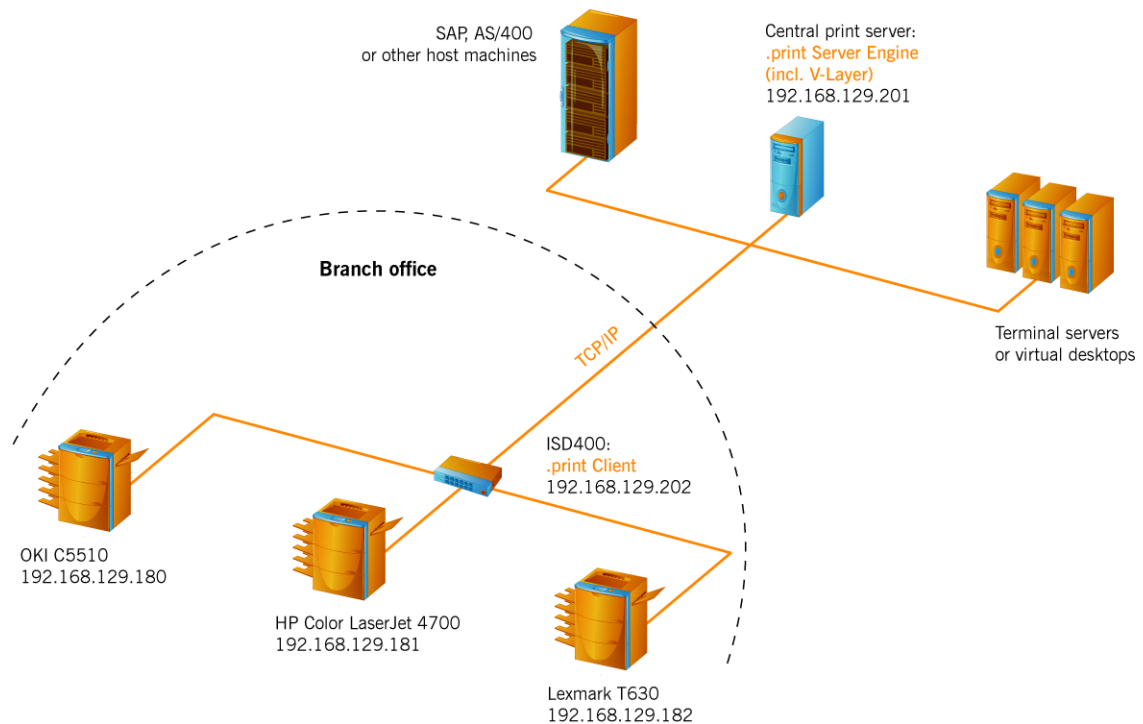 SAP, AS/400
or other host machines
Central print server:
.print Server Engine
(incl. V-Layer)
192.168.129.201
Terminal servers
or virtual desktops
Branch office
TCP/IP
ISD400:
.print Client
192.168.129.202
OKI C5510
192.168.129.180
HP Color LaserJet 4700
192.168.129.181
Lexmark T630
192.168.129.182